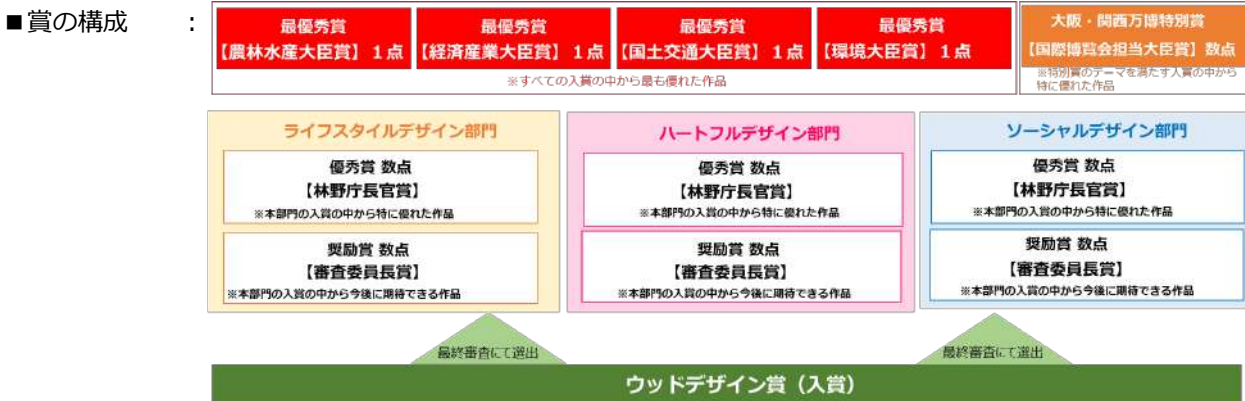 ■賞の構成　　：
最優秀賞
【農林水産大臣賞】１点
最優秀賞
【経済産業大臣賞】１点
最優秀賞
【国土交通大臣賞】１点
最優秀賞
【環境大臣賞】１点
※すべての入賞の中から最も優れた作品
大阪・関西万博特別賞
【国際博覧会担当大臣賞】数点
※特別賞のテーマを満たす入賞の中から
特に優れた作品
ライフスタイルデザイン部門
優秀賞 数点
【林野庁長官賞】
※本部門の入賞の中から特に優れた作品
奨励賞 数点
【審査委員長賞】
※本部門の入賞の中から今後に期待できる作品
ハートフルデザイン部門
優秀賞 数点
【林野庁長官賞】
※本部門の入賞の中から特に優れた作品
奨励賞 数点
【審査委員長賞】
※本部門の入賞の中から今後に期待できる作品
ソーシャルデザイン部門
優秀賞 数点
【林野庁長官賞】
※本部門の入賞の中から特に優れた作品
奨励賞 数点
【審査委員長賞】
※本部門の入賞の中から今後に期待できる作品
最終審査にて選出
最終審査にて選出
ウッドデザイン賞（入賞）